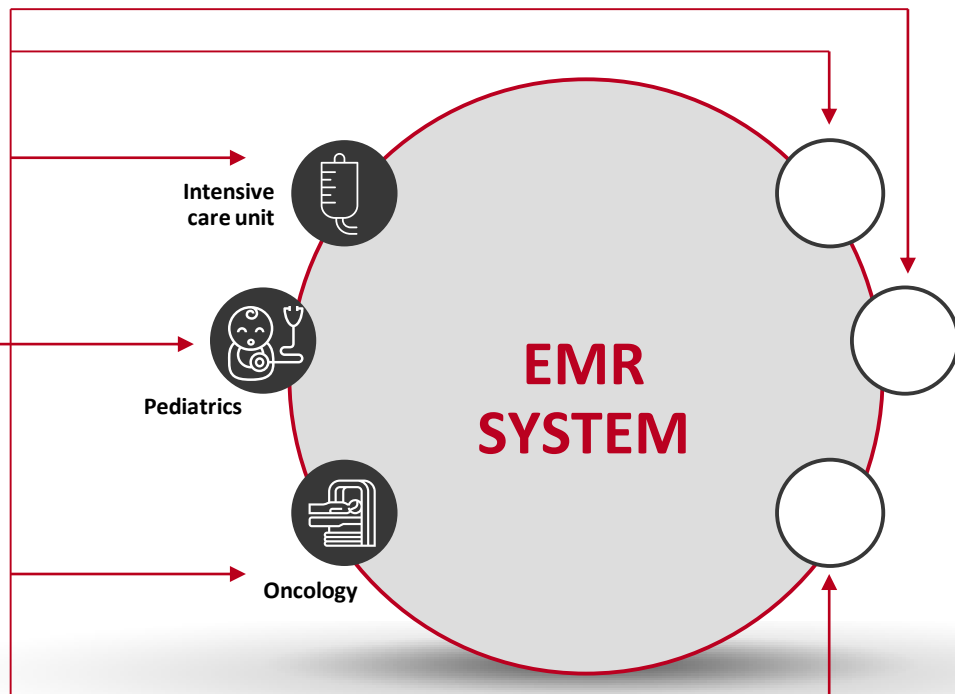 Intensive
care unit
Pediatrics
EMR
SYSTEM
Oncology